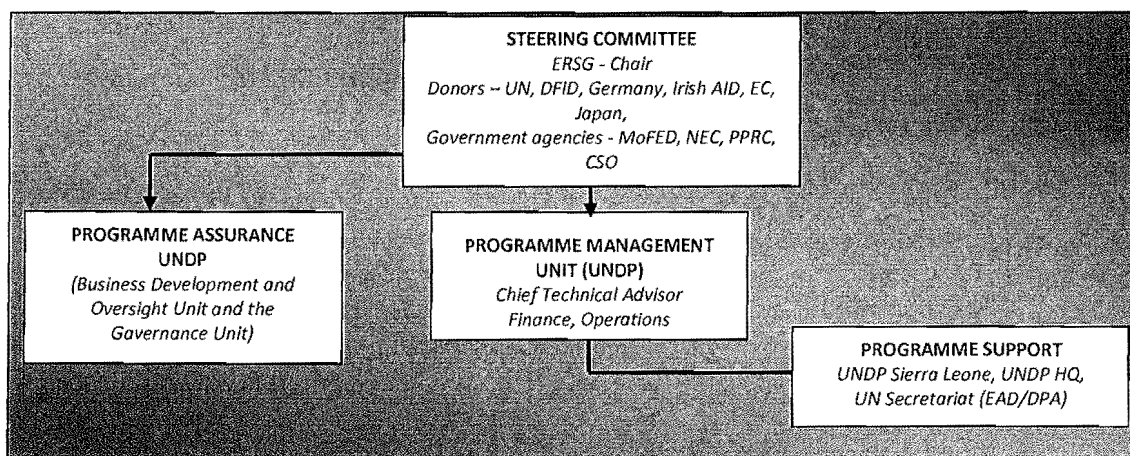 STEERING COMMITTEE
ERSG - Chair
Donors – UN, DFID, Germany, Irish AID, EC,
Japan,
Government agencies - MoFED, NEC, PPRC,
CSO
PROGRAMME ASSURANCE
UNDP
(Business Development and
Oversight Unit and the
Governance Unit)
PROGRAMME MANAGEMENT
UNIT (UNDP)
Chief Technical Advisor
Finance, Operations
PROGRAMME SUPPORT
UNDP Sierra Leone, UNDP HQ,
UN Secretariat (EAD/DPA)